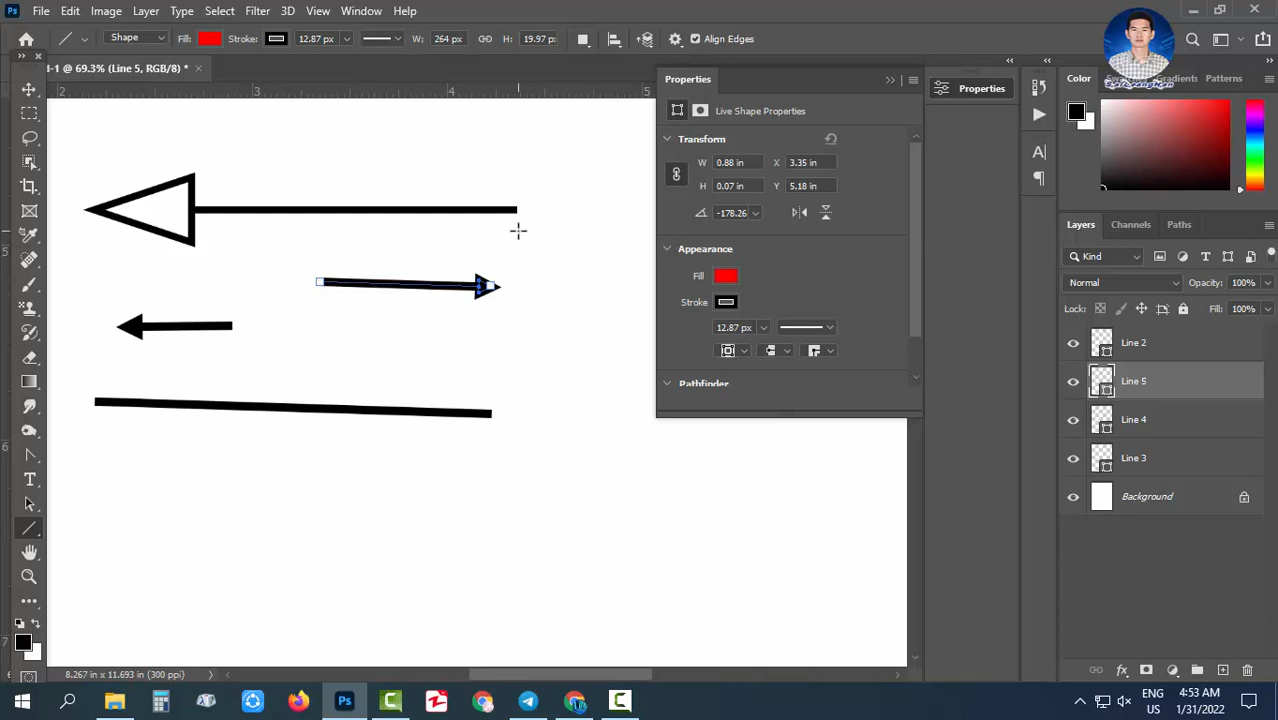 Ps File Edit Image Layer Type Select Filter 3D View Window Help
Shape Fill: Stroke: 12.87 px W: 264 px H: 19.97 p Align Edges
d-1 @ 69.3% (Line 5, RGB/8) * ×
2 3 4 5
5
6
7
Properties
Live Shape Properties
Transform
W 0.88 in X 3.35 in
H 0.07 in Y 5.18 in
-178.26
Appearance
Fill
Stroke
12.87 px
Pathfinder
Properties
Color Gradients Patterns
Layers Channels Paths
Kind
Normal Opacity: 100%
Lock: Fill: 100%
Line 2
Line 5
Line 4
Line 3
Background
8.267 in x 11.693 in (300 ppi)
ENG
US
4:53 AM
1/31/2022